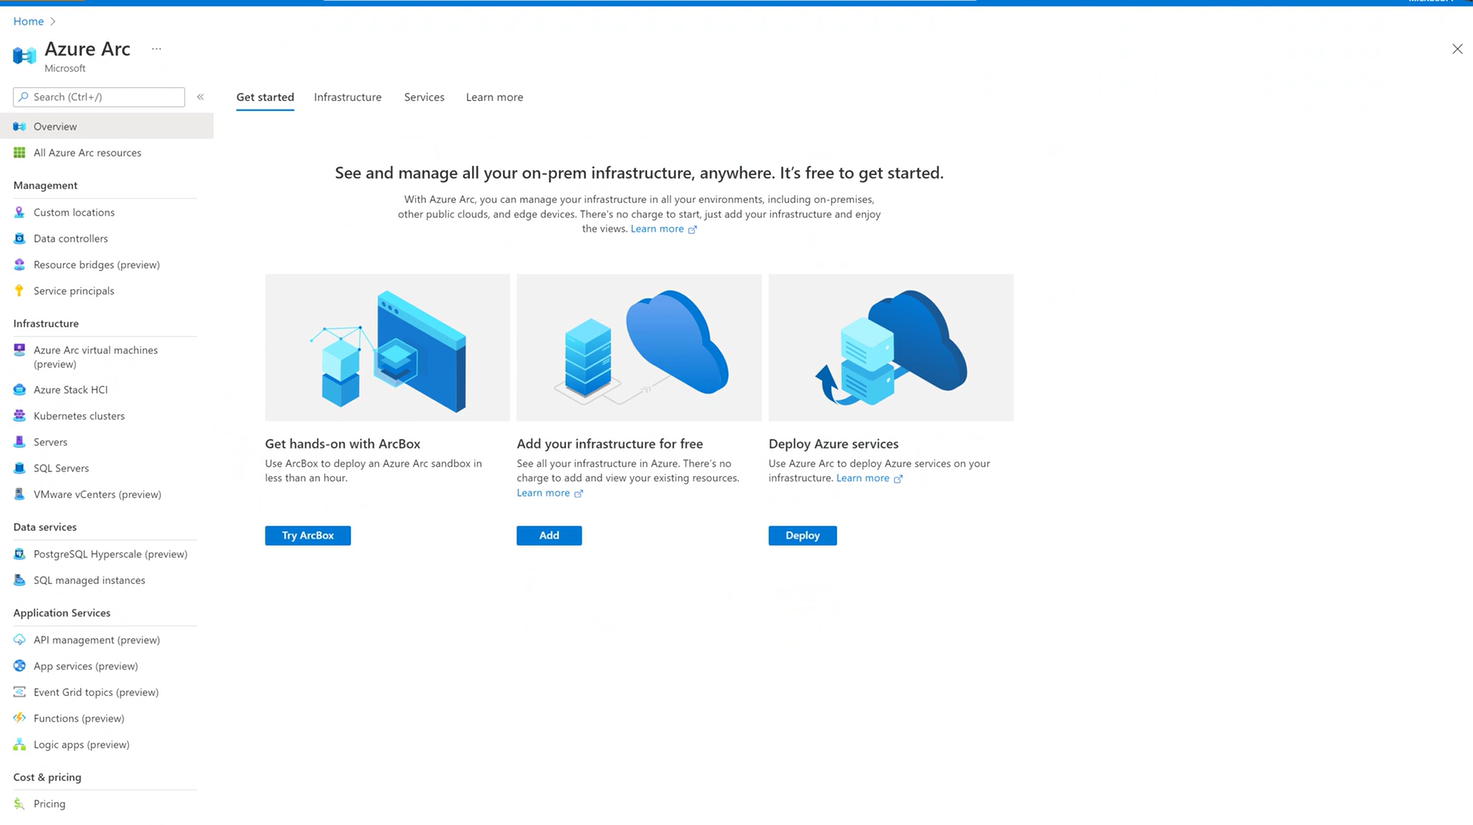 Home
Azure Arc
...
Microsoft
Search (Ctrl+/)
Overview
All Azure Arc resources
Management
Custom locations
Data controllers
Resource bridges (preview)
Service principals
Infrastructure
Azure Arc virtual machines
(preview)
Azure Stack HCI
Kubernetes clusters
Servers
SQL Servers
VMware vCenters (preview)
Data services
PostgreSQL Hyperscale (preview)
SQL managed instances
Application Services
API management (preview)
App services (preview)
Event Grid topics (preview)
Functions (preview)
Logic apps (preview)
Cost & pricing
Pricing
Get started Infrastructure Services Learn more
See and manage all your on-prem infrastructure, anywhere. It's free to get started.
With Azure Arc, you can manage your infrastructure in all your environments, including on-premises,
other public clouds, and edge devices. There's no charge to start, just add your infrastructure and enjoy
the views. Learn more
Get hands-on with ArcBox
Use ArcBox to deploy an Azure Arc sandbox in
less than an hour.
Try ArcBox
Add your infrastructure for free
See all your infrastructure in Azure. There's no
charge to add and view your existing resources.
Learn more
Add
Deploy Azure services
Use Azure Arc to deploy Azure services on your
infrastructure. Learn more
Deploy